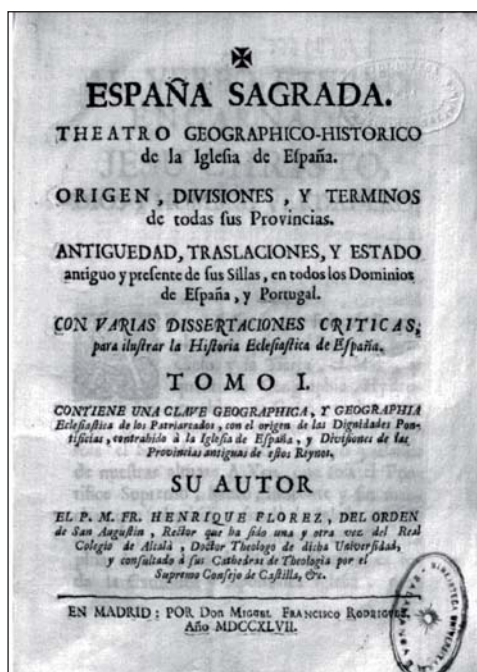 ESPAÑA SAGRADA.
THEATRO GEOGRAPHICO-HISTORICO
de la Igleſia de Eſpaña.
ORIGEN, DIVISIONES, Y TERMINOS
de todas ſus Provincias.
ANTIGUEDAD, TRASLACIONES, Y ESTADO
antiguo y preſente de ſus Sillas, en todos los Dominios
de Eſpaña, y Portugal.
CON VARIAS DISSERTACIONES CRITICAS,
para iluſtrar la Hiſtoria Ecleſiaſtica de Eſpaña.
TOMO I.
CONTIENE UNA CLAVE GEOGRAPHICA, Y GEOGRAPHIA
Ecleſiaſtica de los Patriarcados, con el origen de las Dignidades Pon-
tificias, contrahido à la Igleſia de Eſpaña, y Diviſiones de las
Provincias antiguas de eſtos Reynos.
SU AUTOR
EL P. M. FR. HENRIQUE FLOREZ, DEL ORDEN
de San Auguſtin, Rector que ha ſido una y otra vez del Real
Colegio de Alcalà, Doctor Theologo de dicha Univerſidad,
y conſultado à ſus Cathedras de Theologia por el
Supremo Conſejo de Caſtilla, &c.
EN MADRID: POR Don MIGUEL FRANCISCO RODRIGUEZ,
Año MDCCXLVII.